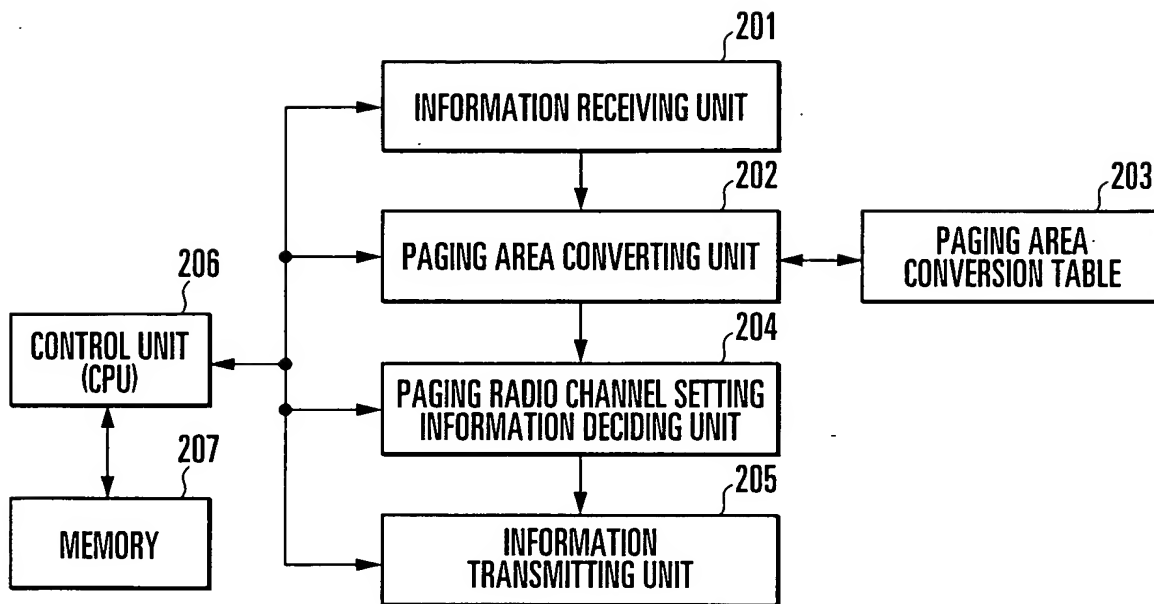 201
INFORMATION RECEIVING UNIT
202
PAGING AREA CONVERTING UNIT
203
PAGING AREA
CONVERSION TABLE
206
CONTROL UNIT
(CPU)
204
PAGING RADIO CHANNEL SETTING
INFORMATION DECIDING UNIT
207
MEMORY
205
INFORMATION
TRANSMITTING UNIT